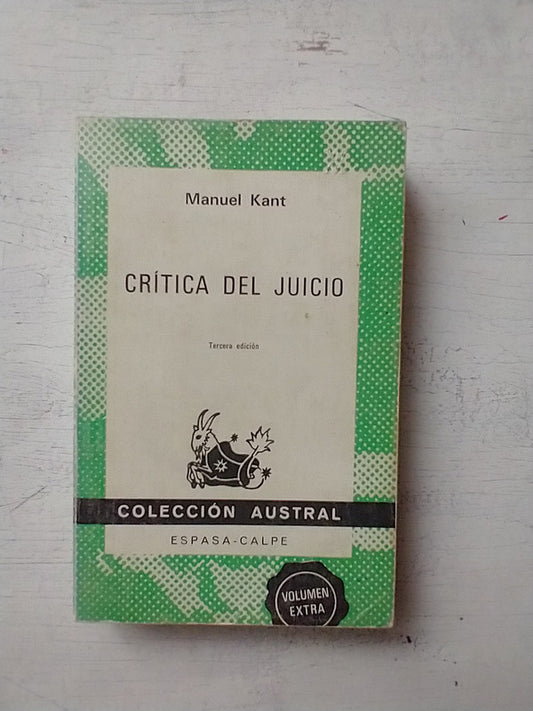 Manuel Kant
CRÍTICA DEL JUICIO
Tercera edición
COLECCIÓN AUSTRAL
ESPASA-CALPE
VOLUMEN
EXTRA